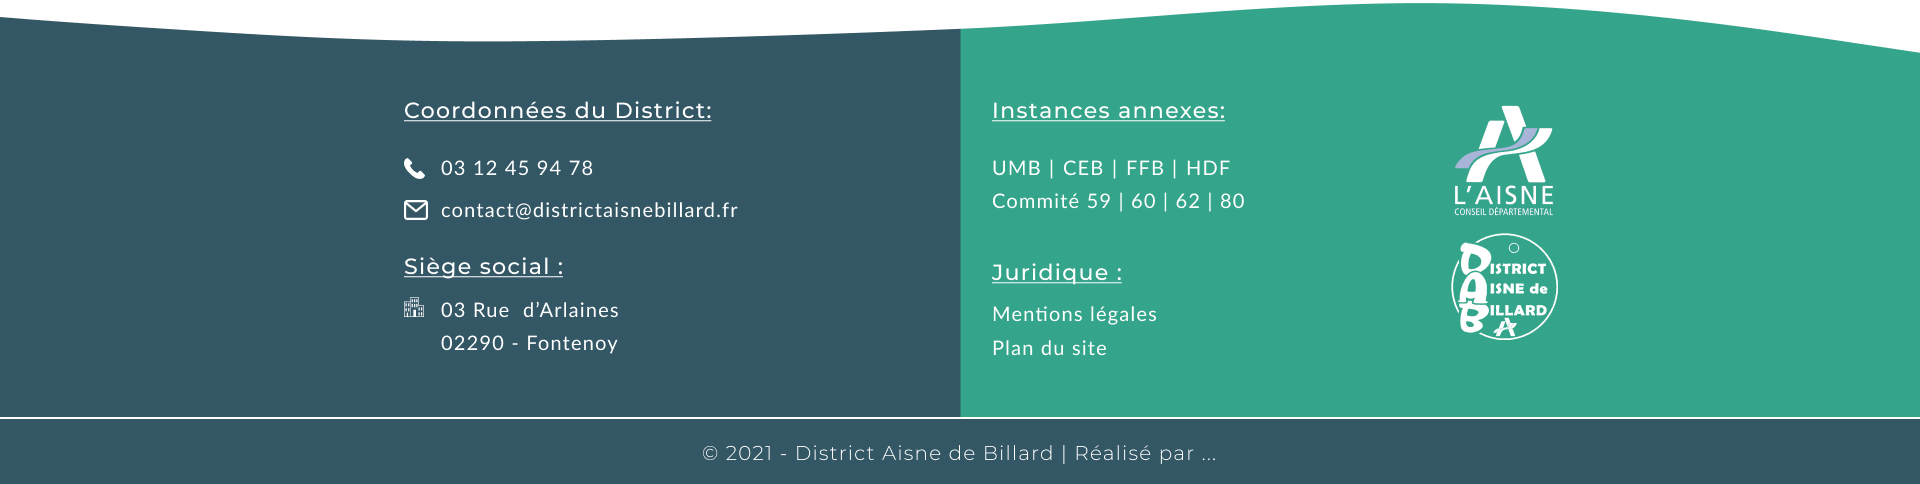 Coordonnées du District:
03 12 45 94 78
contact@districtaisnebillard.fr
Siège social :
03 Rue  d’Arlaines
02290 - Fontenoy
Instances annexes:
UMB | CEB | FFB | HDF
Commité 59 | 60 | 62 | 80
Juridique :
Mentions légales
Plan du site
L'AISNE
CONSEIL DÉPARTEMENTAL
DISTRICT
AISNE de
BILLARD
© 2021 - District Aisne de Billard | Réalisé par ...